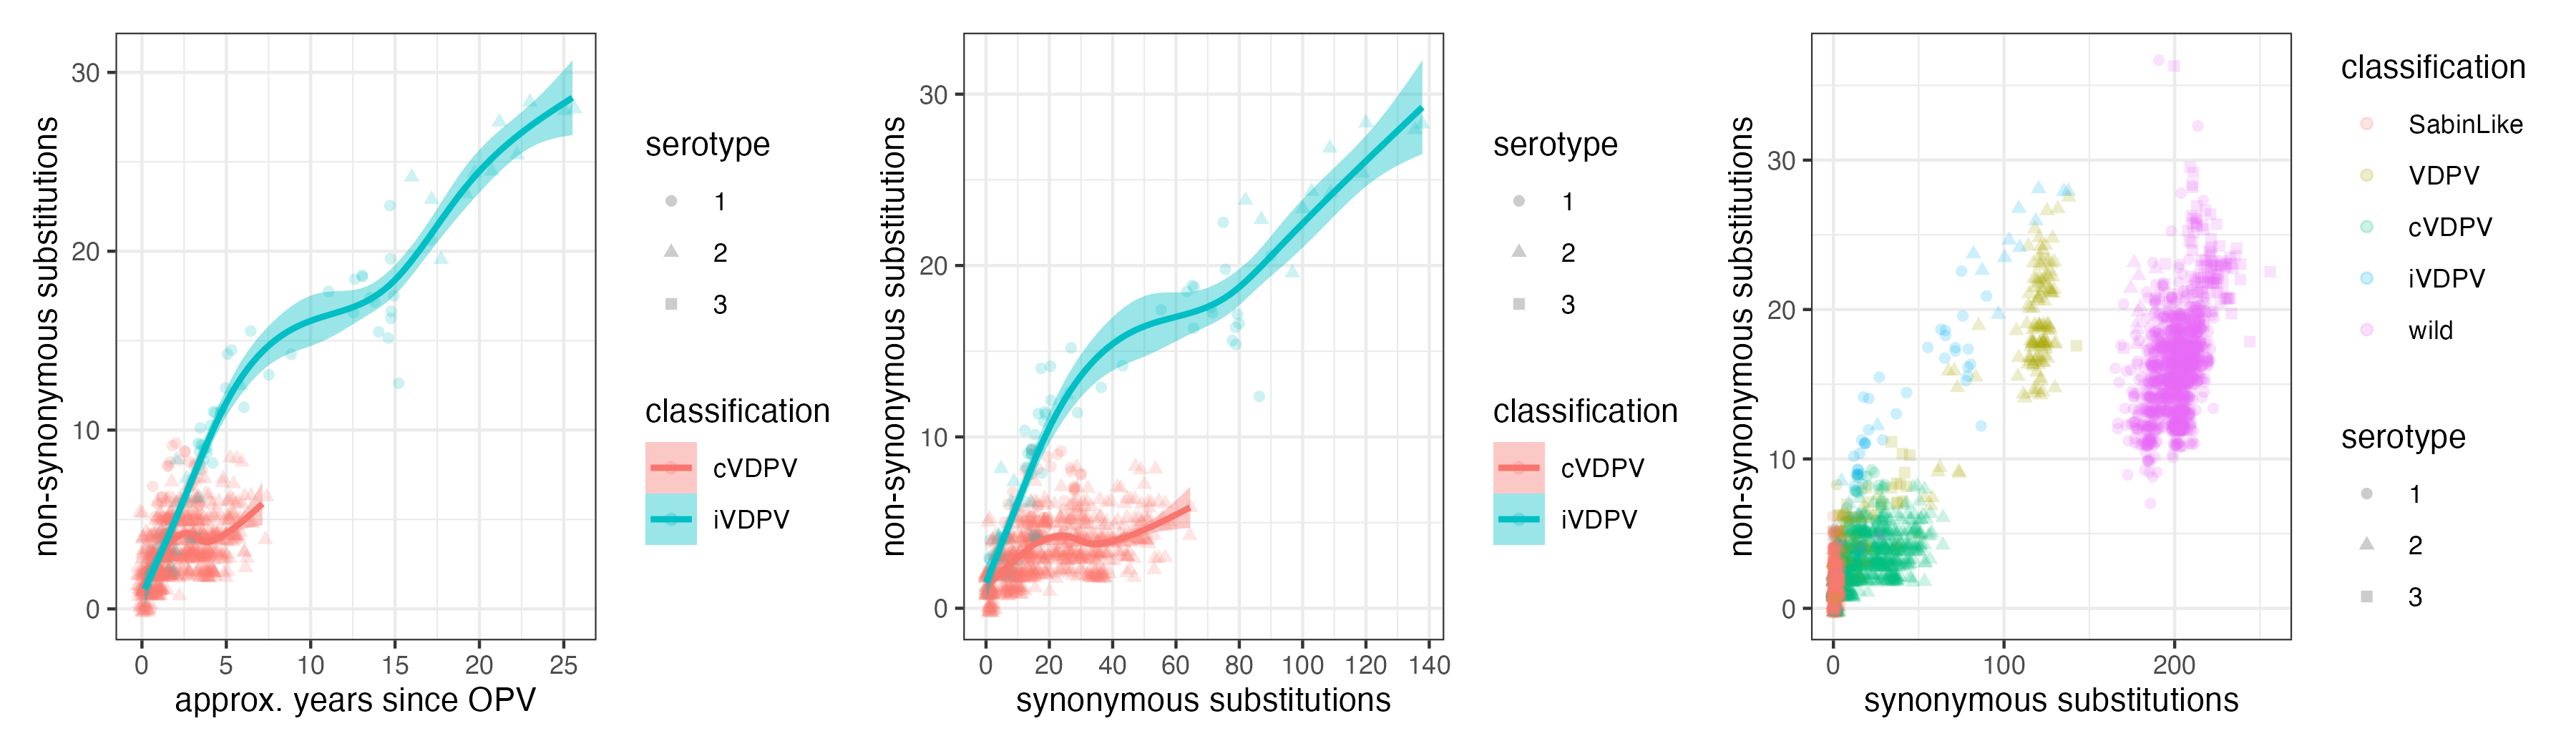 non-synonymous substitutions
30
20
10
0
0 5 10 15 20 25
approx. years since OPV
serotype
1
2
3
classification
cVDPV
iVDPV
non-synonymous substitutions
30
20
10
0
0 20 40 60 80 100 120 140
synonymous substitutions
serotype
1
2
3
classification
cVDPV
iVDPV
non-synonymous substitutions
30
20
10
0
0 100 200
synonymous substitutions
classification
SabinLike
VDPV
cVDPV
iVDPV
wild
serotype
1
2
3